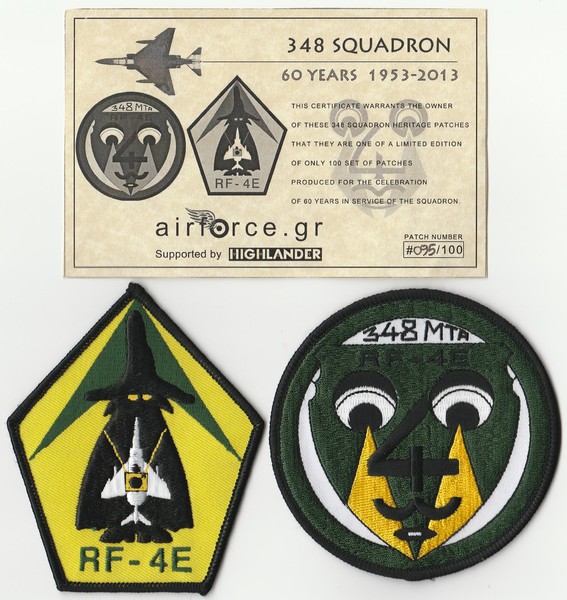 348 SQUADRON
60 YEARS 1953-2013
348 MTA
RF-4E
4
RF-4E
THIS CERTIFICATE WARRANTS THE OWNER
OF THESE 348 SQUADRON HERITAGE PATCHES
THAT THEY ARE ONE OF A LIMITED EDITION
OF ONLY 100 SET OF PATCHES
PRODUCED FOR THE CELEBRATION
OF 60 YEARS IN SERVICE OF THE SQUADRON.
airforce.gr
Supported by HIGHLANDER
PATCH NUMBER
#035/100
RF-4E
348 MTA
RF-4E
4